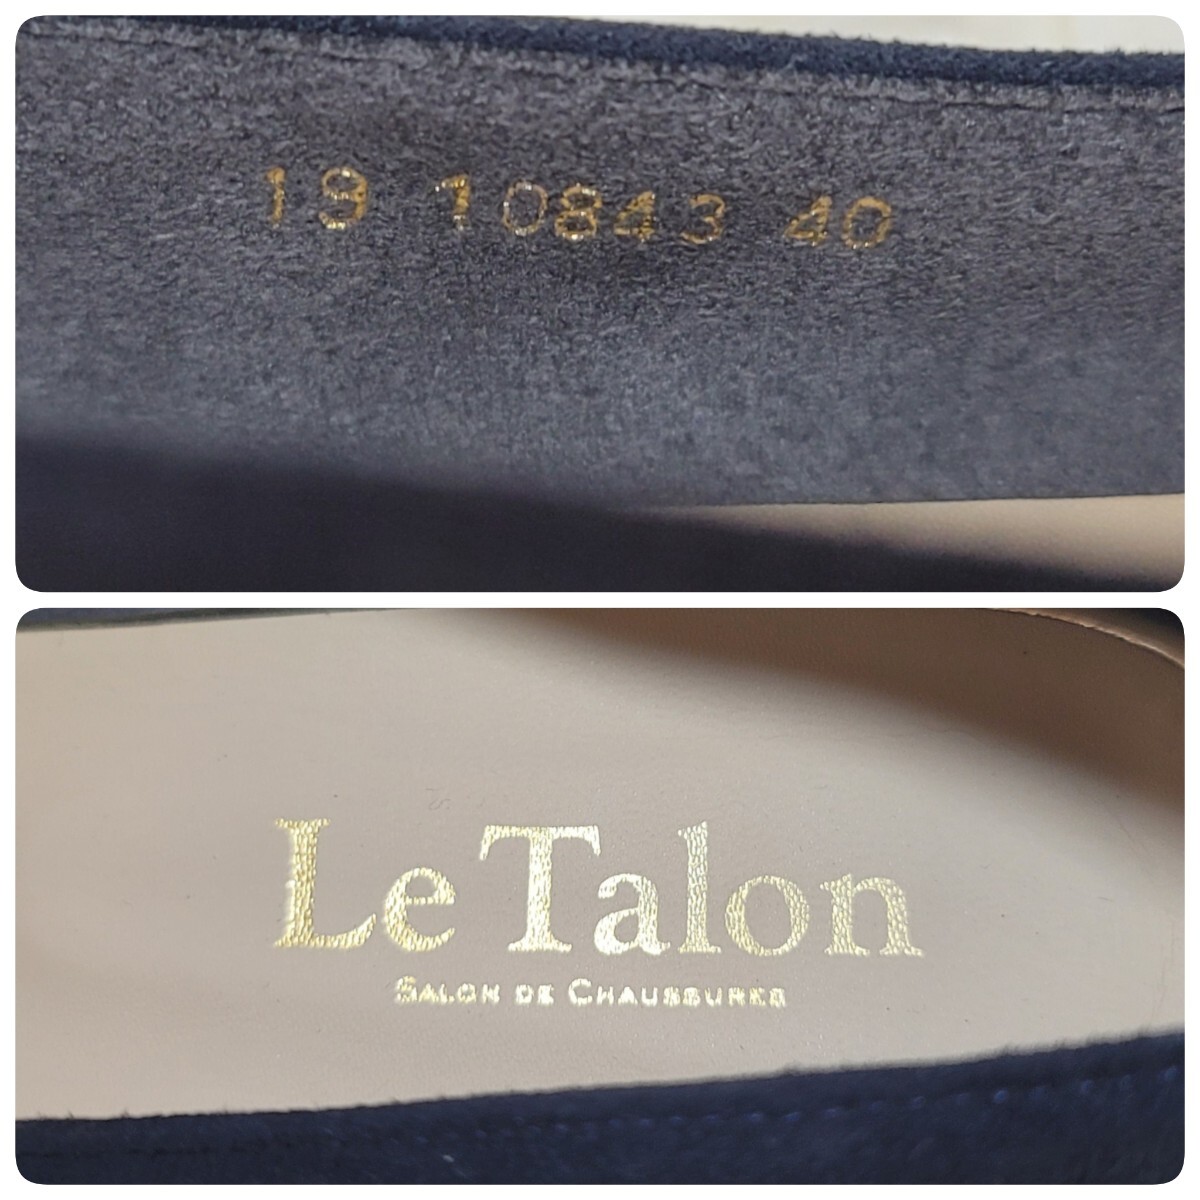 19 10843 40
Le Talon
SALON DE CHAUSSURES